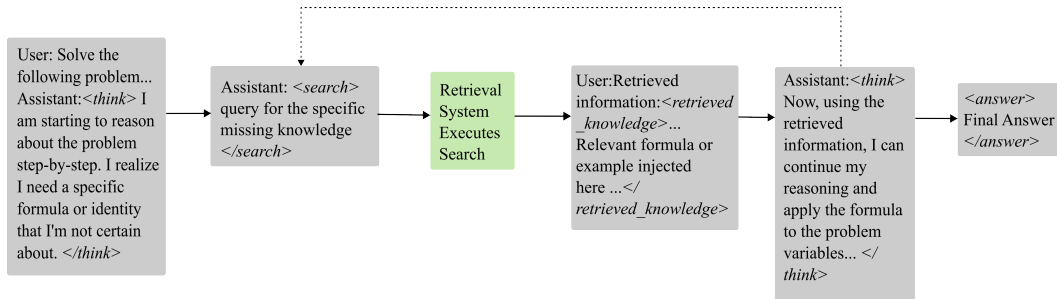 User: Solve the
following problem...
Assistant:<think> I
am starting to reason
about the problem
step-by-step. I realize
I need a specific
formula or identity
that I'm not certain
about. </think>
Assistant: <search>
query for the specific
missing knowledge
</search>
Retrieval
System
Executes
Search
User:Retrieved
information:<retrieved
_knowledge>...
Relevant formula or
example injected
here ...</
retrieved_knowledge>
Assistant:<think>
Now, using the
retrieved
information, I can
continue my
reasoning and
apply the formula
to the problem
variables... </
think>
<answer>
Final Answer
</answer>